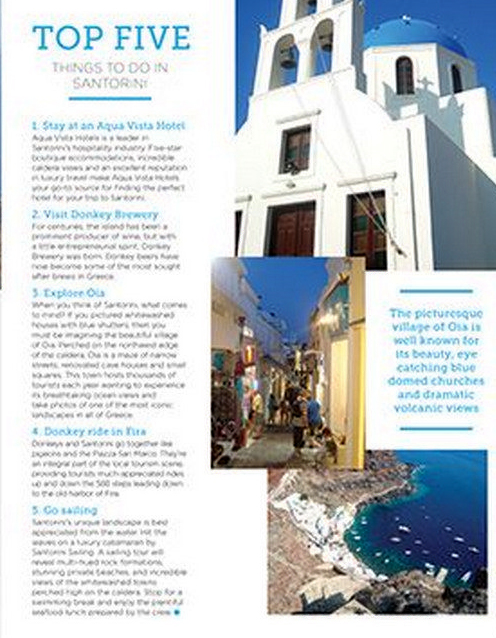 TOP FIVE
THINGS TO DO IN
SANTORINI
1. Stay at an Aqua Vista Hotel
Aqua Vista Hotels is a leader in
Santorini's hospitality industry. Five-star
boutique accommodations, incredible
caldera views and an excellent reputation
in luxury travel make Aqua Vista Hotels
your go-to source for finding the perfect
hotel for your trip to Santorini.
2. Visit Donkey Brewery
For centuries, the island has been a
prominent producer of wine, but with
a little entrepreneurial spirit, Donkey
Brewery was born. Donkey beers have
now become some of the most sought
after brews in Greece.
3. Explore Oia
When you think of Santorini, what comes
to mind? If you pictured whitewashed
houses with blue shutters, then you
must be imagining the beautiful village
of Oia. Perched on the northwest edge
of the caldera, Oia is a maze of narrow
streets, renovated cave houses and small
squares. This town hosts thousands of
tourists each year wanting to experience
its breathtaking ocean views and
take photos of one of the most iconic
landscapes in all of Greece.
4. Donkey ride in Fira
Donkeys and Santorini go together like
pigeons and the Piazza San Marco. They're
an integral part of the local tourism scene,
providing tourists much-appreciated rides
up and down the 500 steps leading down
to the old harbor of Fira.
5. Go sailing
Santorini's unique landscape is best
appreciated from the water. Hit the
waves on a luxury catamaran by
Santorini Sailing. A sailing tour will
reveal multi-hued rock formations,
stunning private beaches, and incredible
views of the whitewashed towns
perched high on the caldera. Stop for a
swimming break and enjoy the plentiful
seafood lunch prepared by the crew.
The picturesque
village of Oia is
well known for
its beauty, eye
catching blue
domed churches
and dramatic
volcanic views